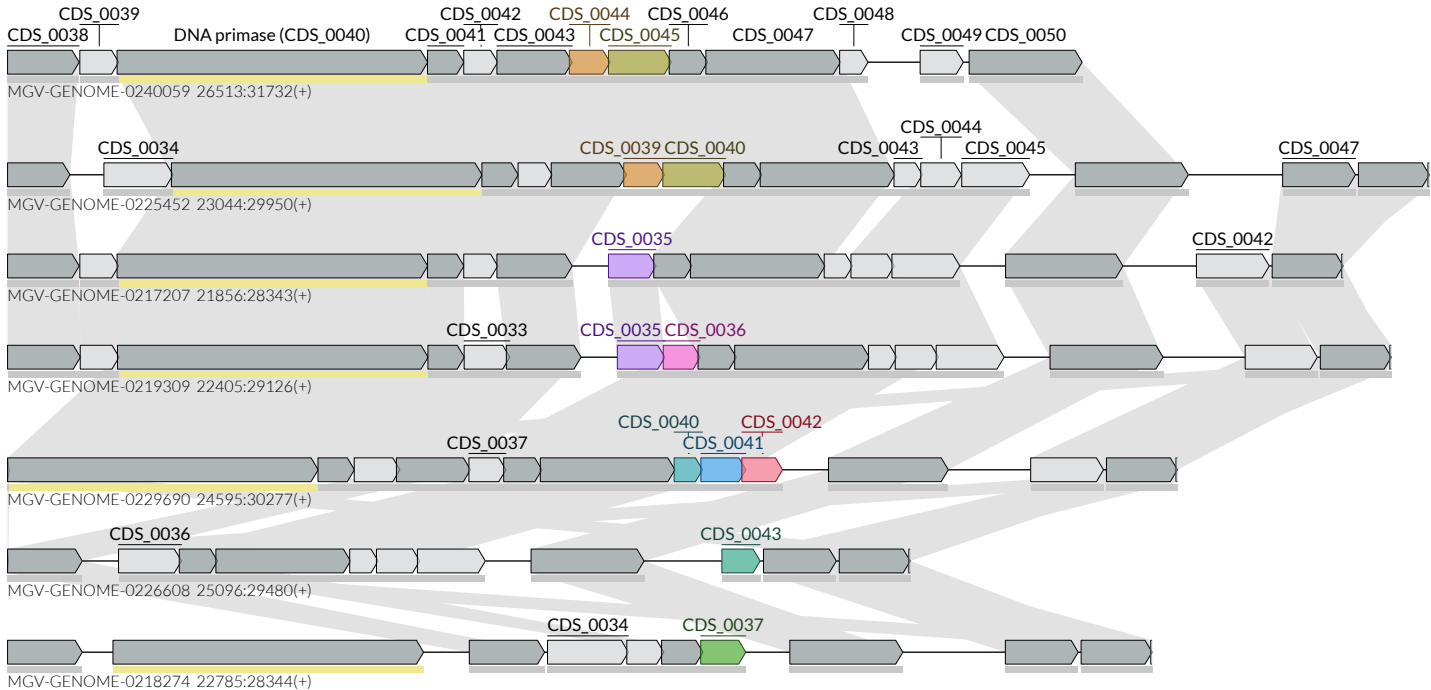 CDS_0039 CDS_0042 CDS_0044 CDS_0046 CDS_0048
CDS_0038 DNA primase (CDS_0040) CDS_0041 CDS_0043 CDS_0045 CDS_0047 CDS_0049 CDS_0050
MGV-GENOME-0240059 26513:31732(+)
CDS_0044
CDS_0034 CDS_0039 CDS_0040 CDS_0043 CDS_0045 CDS_0047
MGV-GENOME-0225452 23044:29950(+)
CDS_0035 CDS_0042
MGV-GENOME-0217207 21856:28343(+)
CDS_0033 CDS_0035 CDS_0036
MGV-GENOME-0219309 22405:29126(+)
CDS_0040 CDS_0042
CDS_0037 CDS_0041
MGV-GENOME-0229690 24595:30277(+)
CDS_0036 CDS_0043
MGV-GENOME-0226608 25096:29480(+)
CDS_0034 CDS_0037
MGV-GENOME-0218274 22785:28344(+)